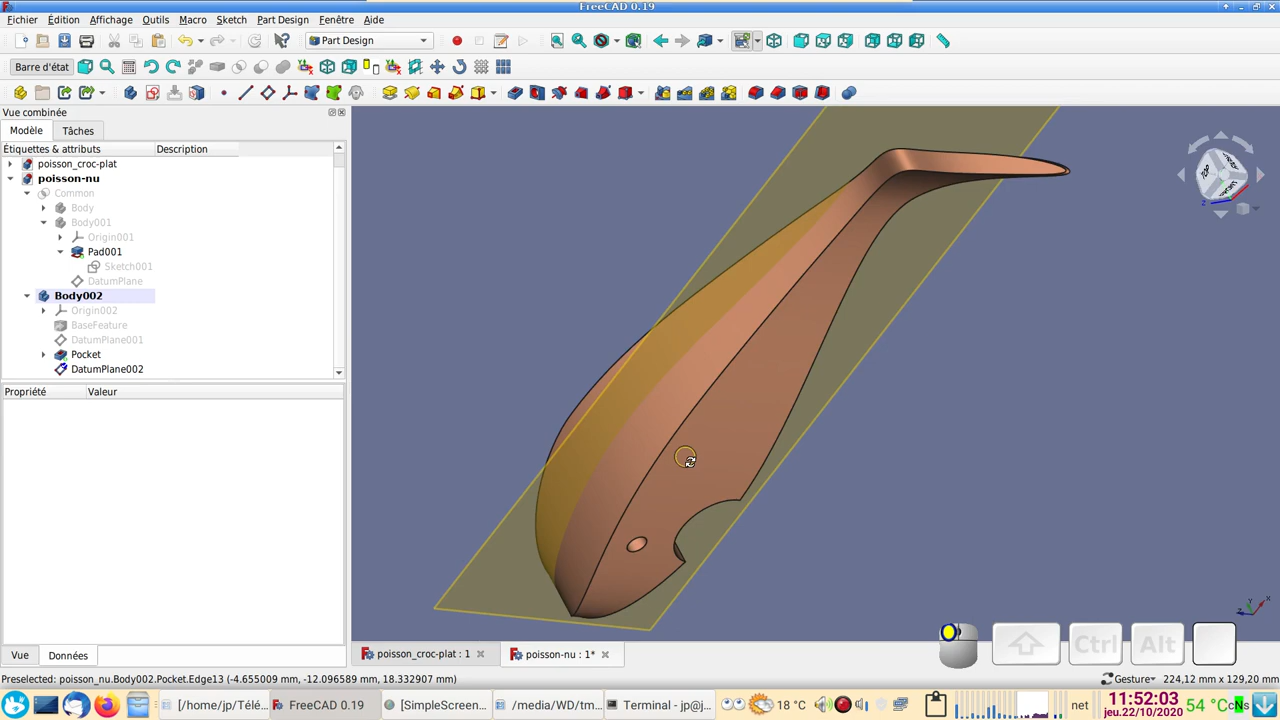 FreeCAD 0.19
Fichier Édition Affichage Outils Macro Sketch Part Design Fenêtre Aide
Part Design
Barre d'état
Vue combinée
Modèle Tâches
Étiquettes & attributs Description
poisson_croc-plat
poisson-nu
Common
Body
Body001
Origin001
Pad001
Sketch001
DatumPlane
Body002
Origin002
BaseFeature
DatumPlane001
Pocket
DatumPlane002
Propriété Valeur
TOP
Z Y X
Vue Données
poisson_croc-plat : 1
poisson-nu : 1*
Ctrl Alt
Preselected: poisson_nu.Body002.Pocket.Edge13 (-4.655009 mm, -12.096589 mm, 18.332907 mm)
Gesture
224,12 mm x 129,20 mm
[/home/jp/Télé...
FreeCAD 0.19
[SimpleScreen...
/media/WD/tm...
Terminal - jp@j...
18 °C
net
11:52:03
jeu.22/10/2020
54 °C